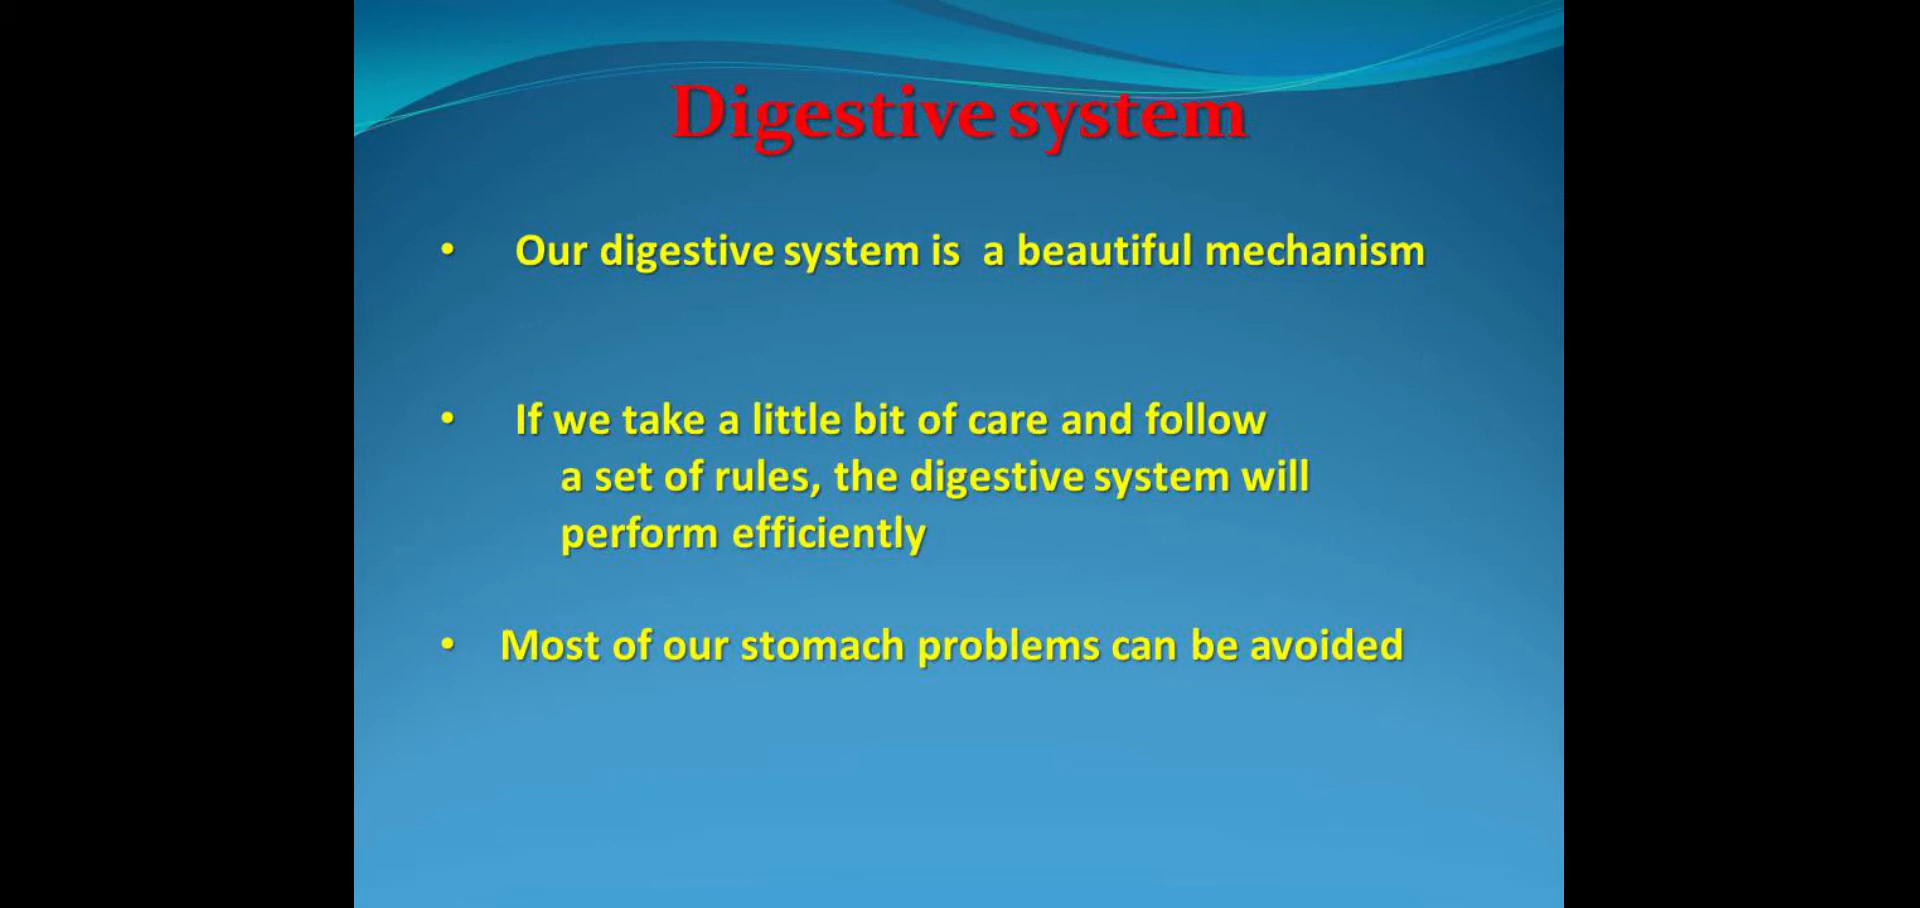 Digestive system
• Our digestive system is a beautiful mechanism
• If we take a little bit of care and follow
a set of rules, the digestive system will
perform efficiently
• Most of our stomach problems can be avoided